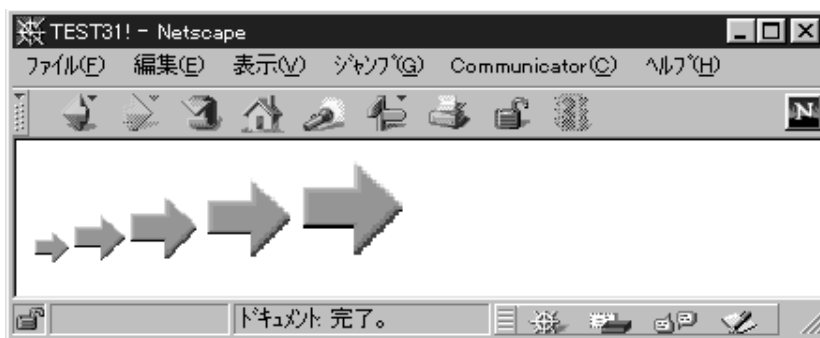 TEST31! - Netscape
ﾌｧｲﾙ(F) 編集(E) 表示(V) ｼﾞｬﾝﾌﾟ(G) Communicator(C) ﾍﾙﾌﾟ(H)
N
ﾄﾞｷｭﾒﾝﾄ: 完了。